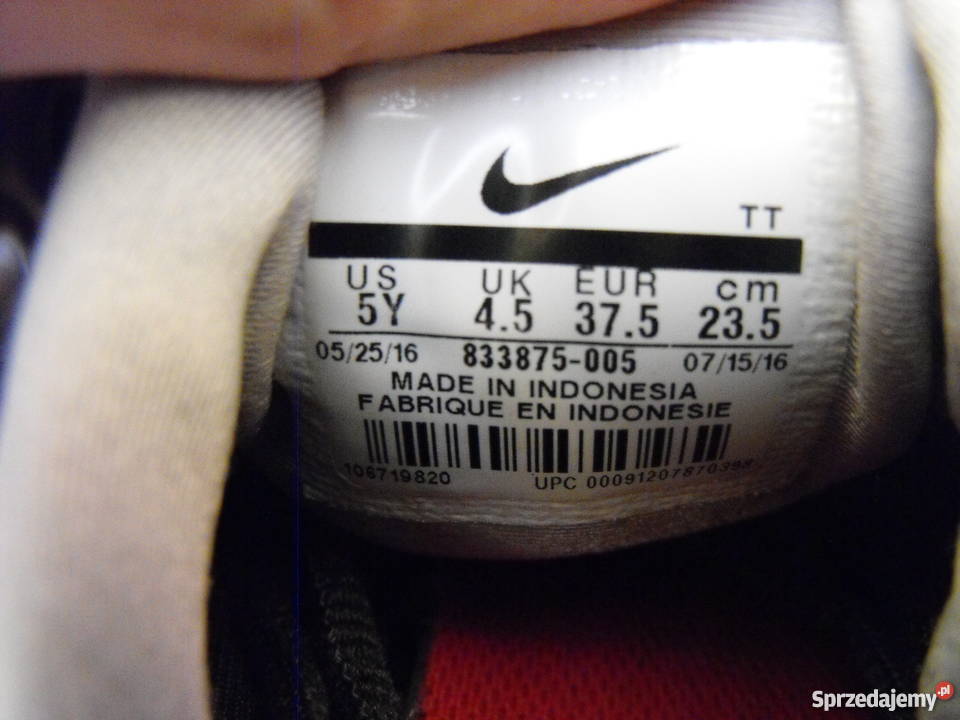 TT
US UK EUR cm
5Y 4.5 37.5 23.5
05/25/16 833875-005 07/15/16
MADE IN INDONESIA
FABRIQUE EN INDONESIE
106719820 UPC 00091207870398
Sprzedajemy.pl